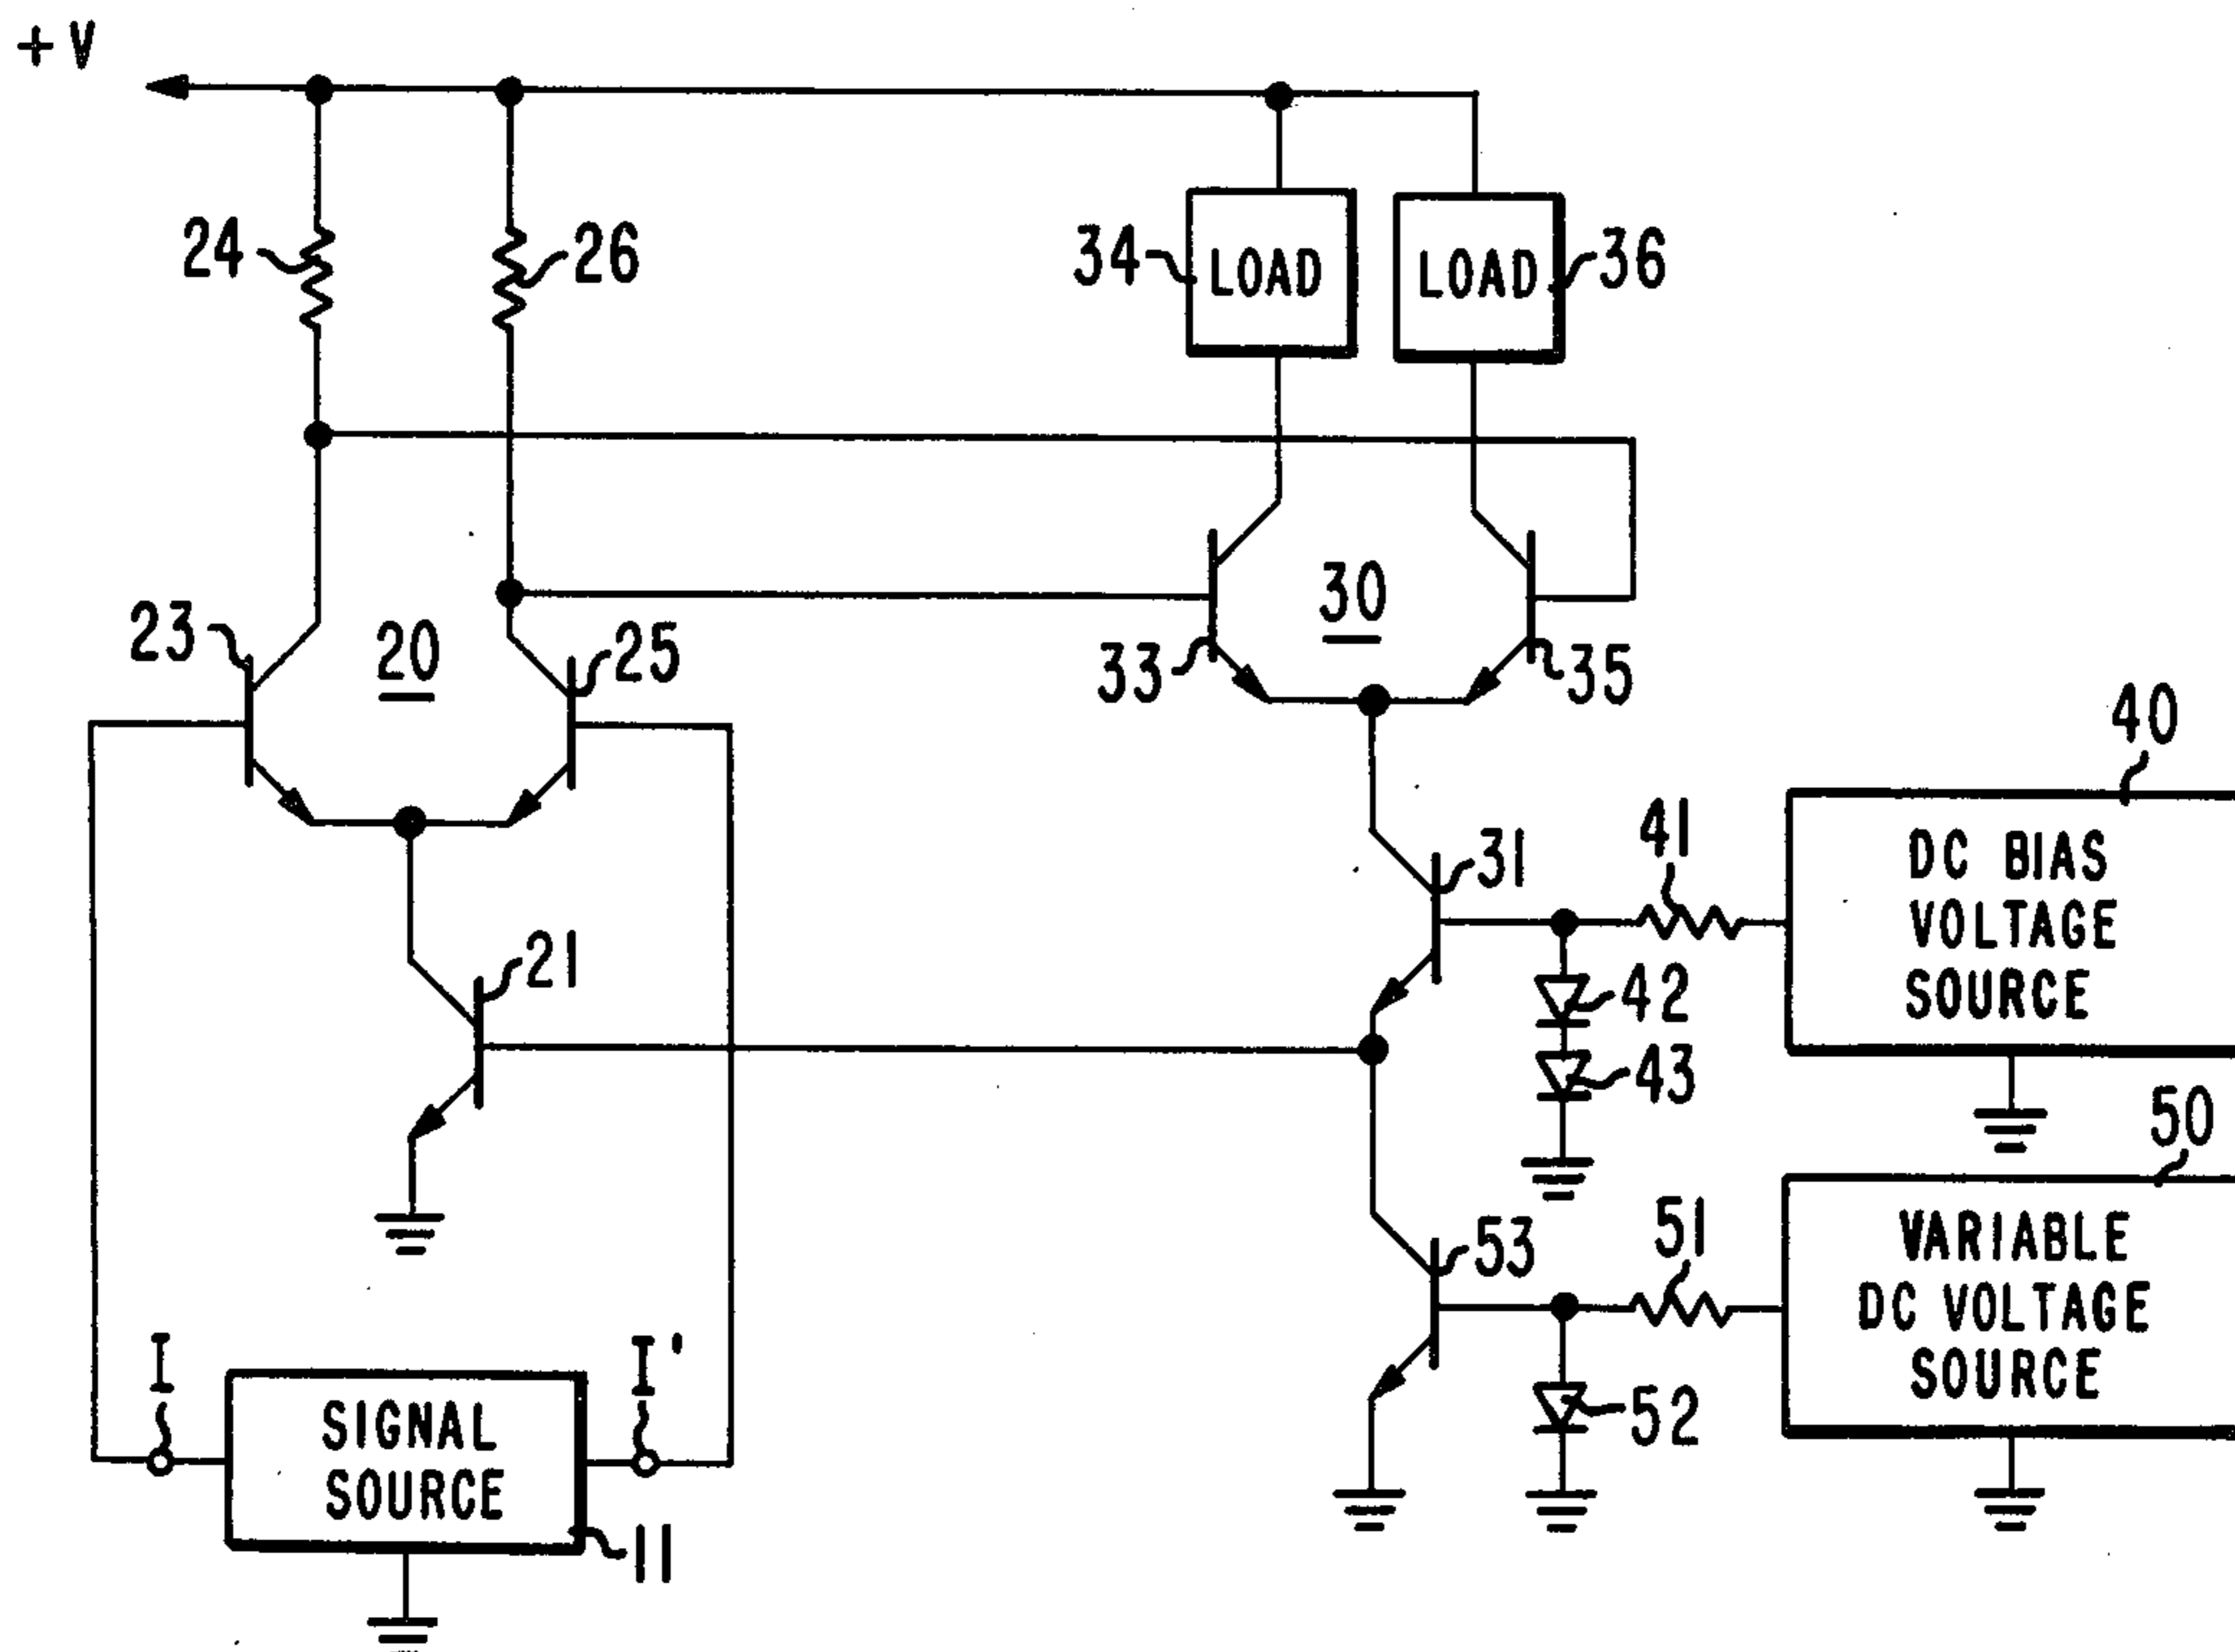 +V
24
26
34
LOAD
LOAD
36
23
20
25
33
30
35
40
31
41
DC BIAS
VOLTAGE
SOURCE
21
42
43
50
53
51
VARIABLE
DC VOLTAGE
SOURCE
52
I
I'
SIGNAL
SOURCE
11